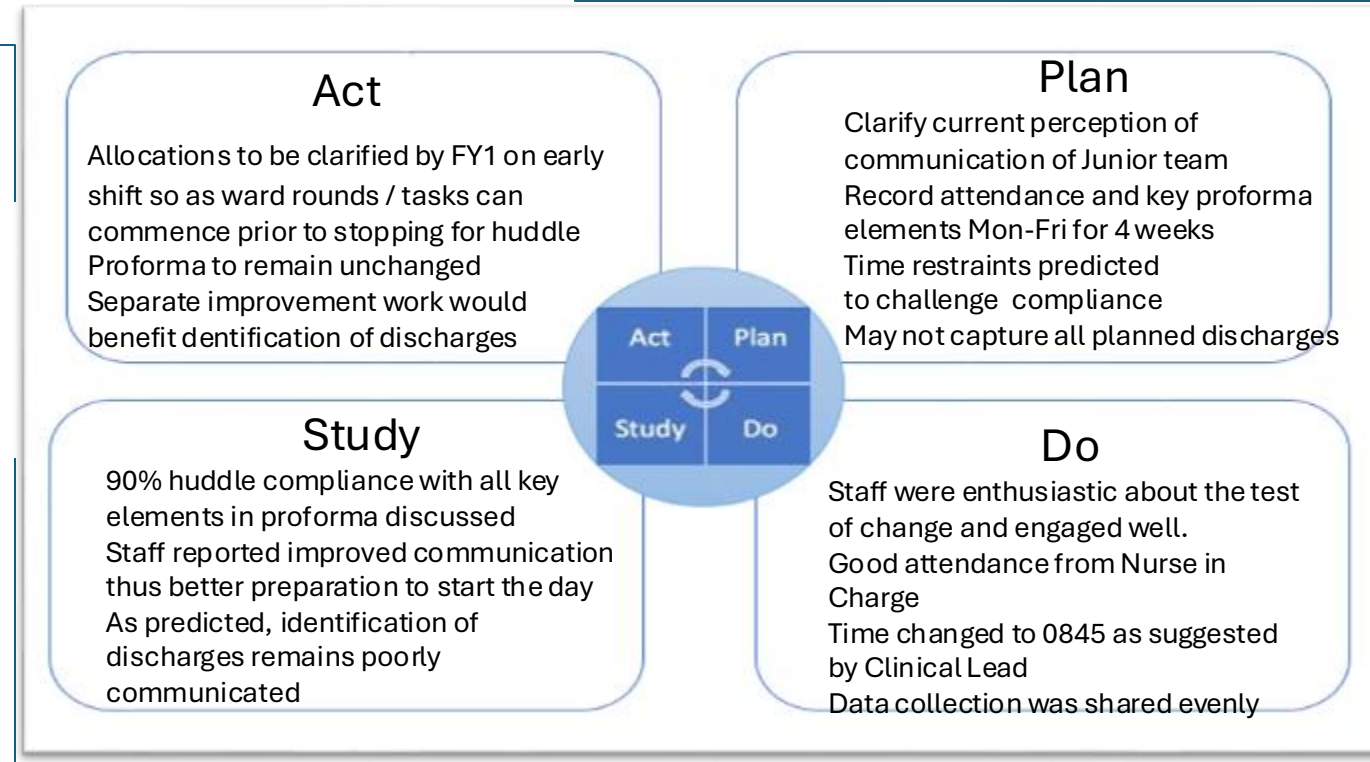 Act
Allocations to be clarified by FY1 on early
shift so as ward rounds / tasks can
commence prior to stopping for huddle
Proforma to remain unchanged
Separate improvement work would
benefit dentification of discharges
Plan
Clarify current perception of
communication of Junior team
Record attendance and key proforma
elements Mon-Fri for 4 weeks
Time restraints predicted
to challenge compliance
May not capture all planned discharges
Act
Plan
Study
Do
Study
90% huddle compliance with all key
elements in proforma discussed
Staff reported improved communication
thus better preparation to start the day
As predicted, identification of
discharges remains poorly
communicated
Do
Staff were enthusiastic about the test
of change and engaged well.
Good attendance from Nurse in
Charge
Time changed to 0845 as suggested
by Clinical Lead
Data collection was shared evenly